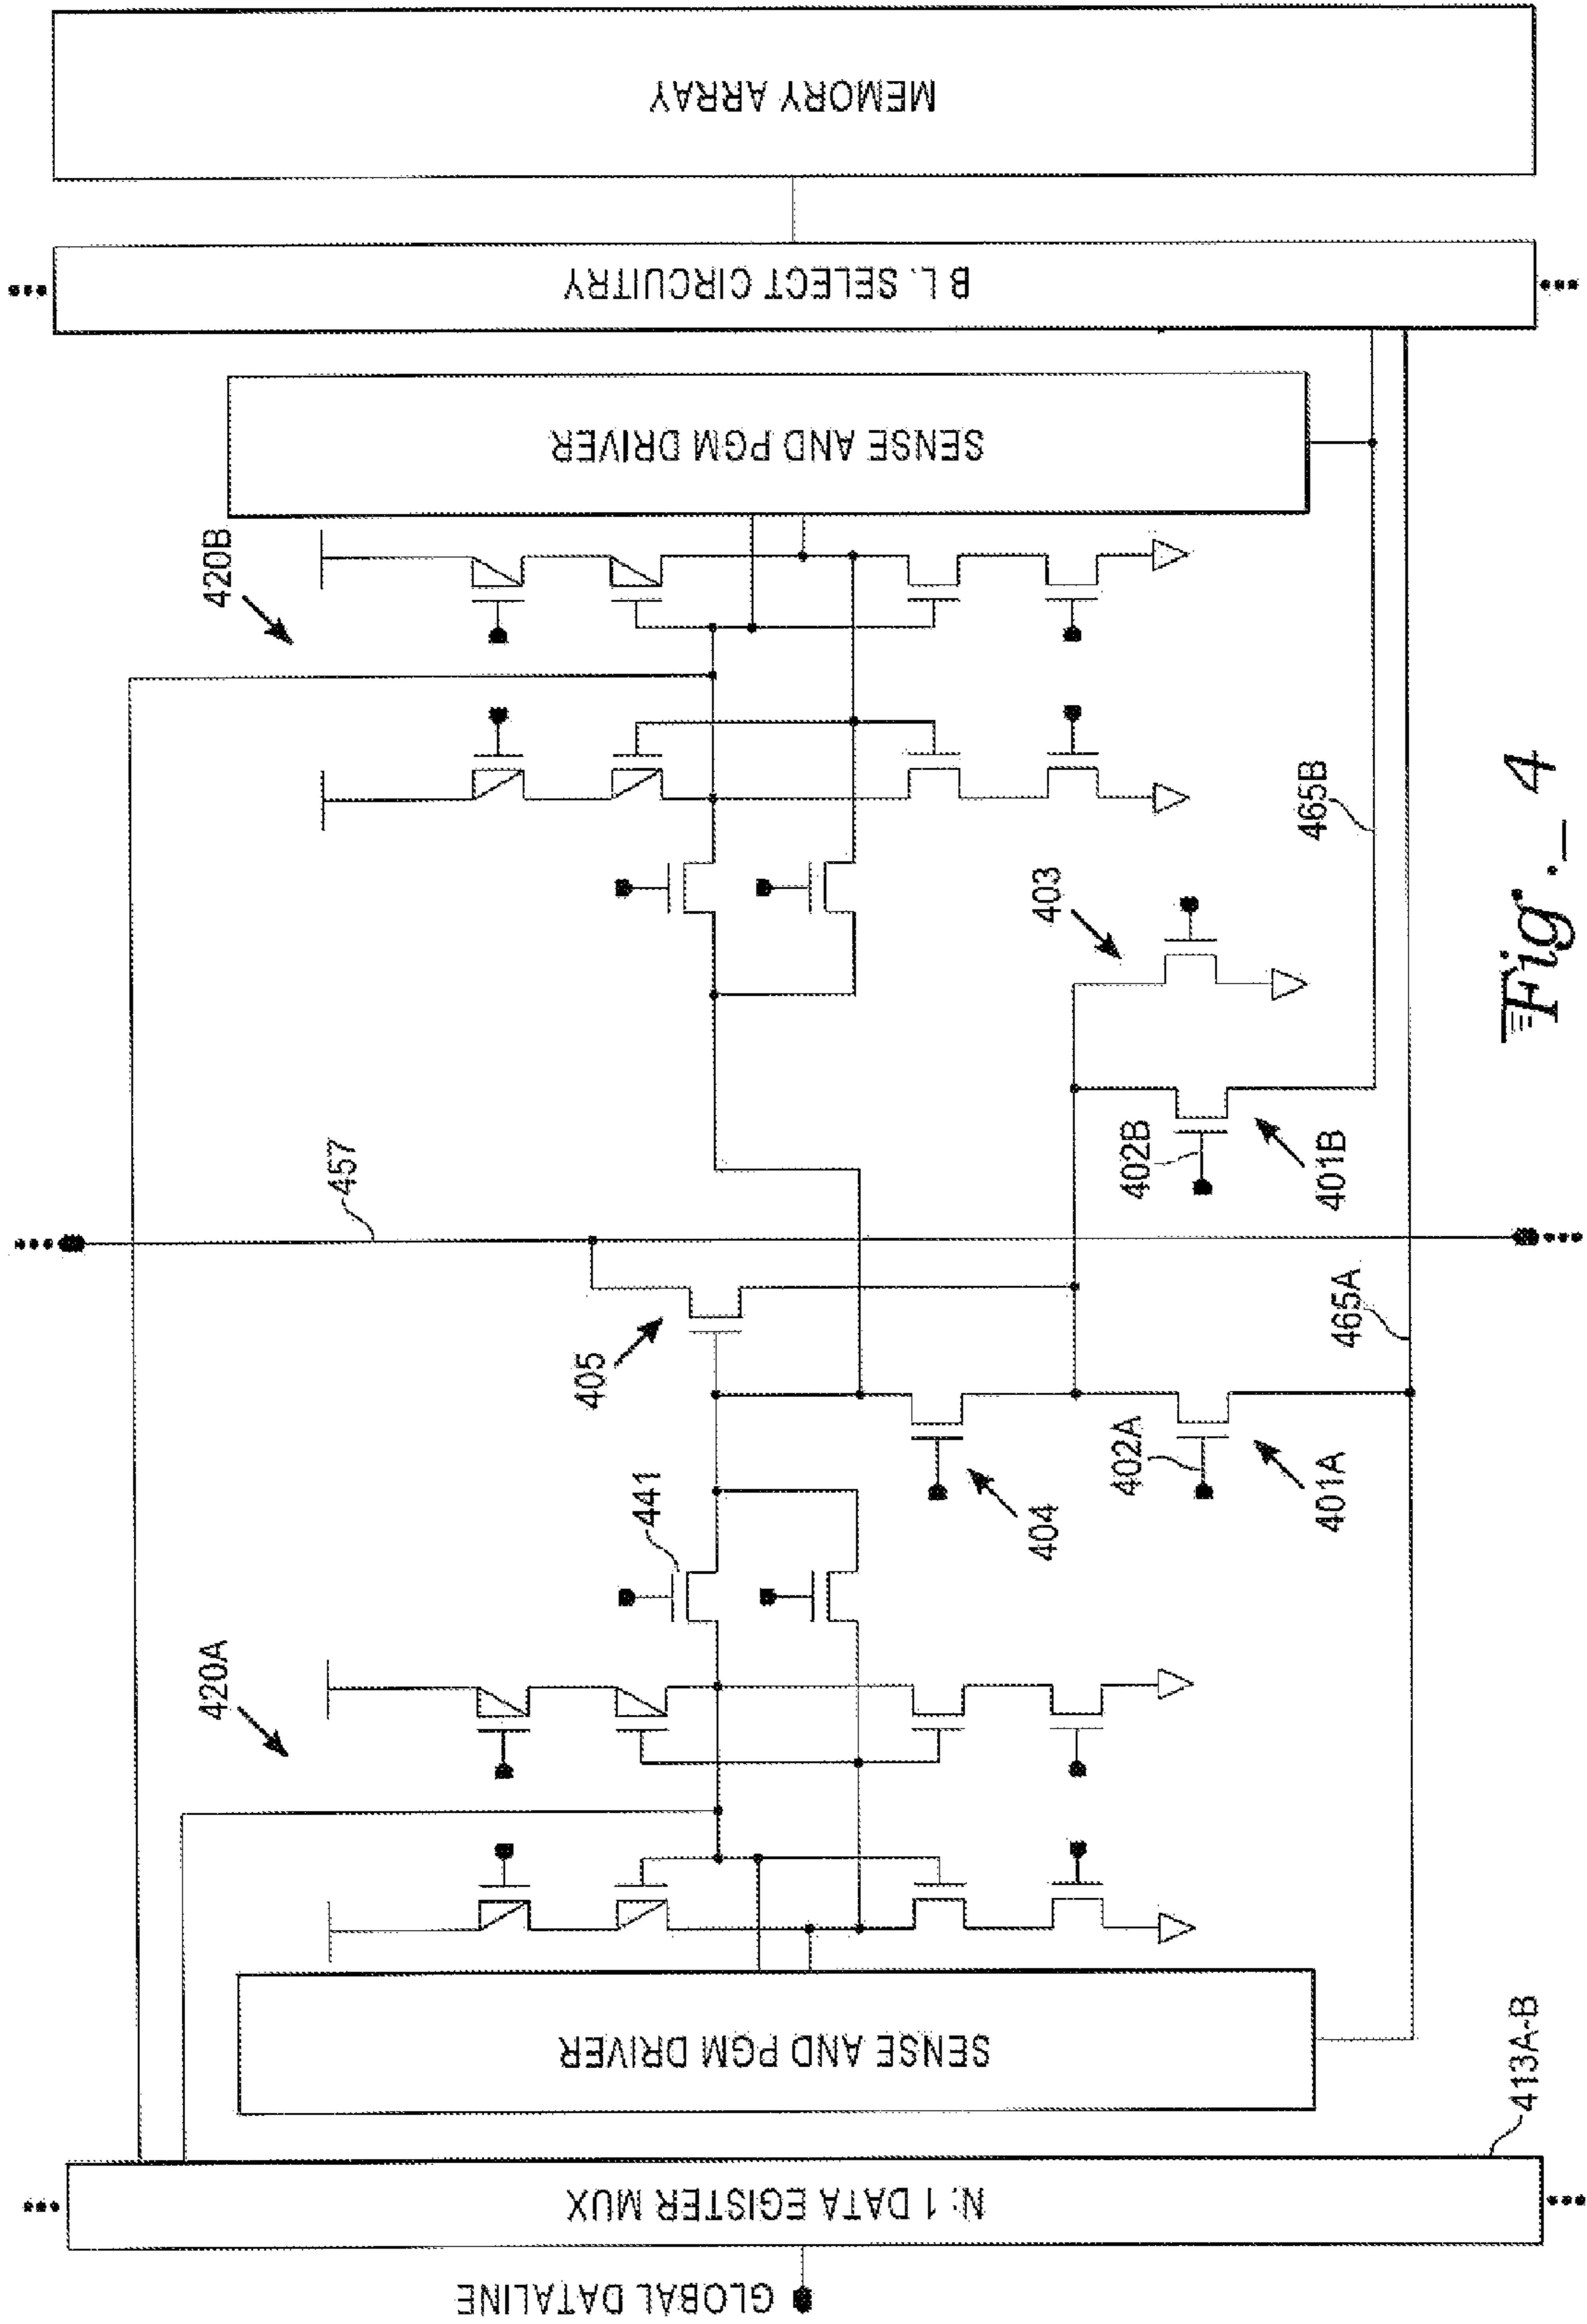 MEMORY ARRAY
B L. SELECT CIRCUITRY
SENSE AND PGM DRIVER
420B
465B
403
457
402B
401B
465A
405
402A
401A
404
441
420A
SENSE AND PGM DRIVER
413A-B
N: 1 DATA EGISTER MUX
GLOBAL DATALINE
Fig. 4